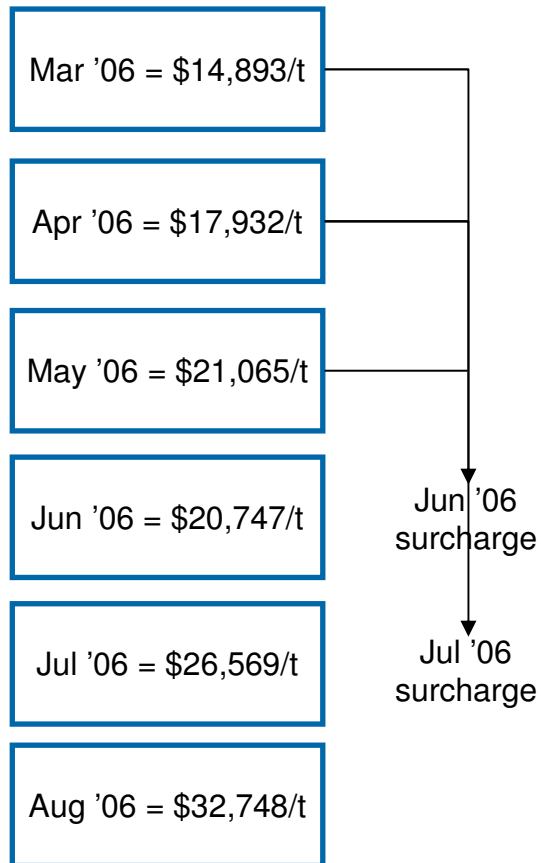 Mar ’06 = $14,893/t
Apr ’06 = $17,932/t
May ’06 = $21,065/t
Jun ’06 = $20,747/t
Jun ’06
surcharge
Jul ’06 = $26,569/t
Jul ’06
surcharge
Aug ’06 = $32,748/t